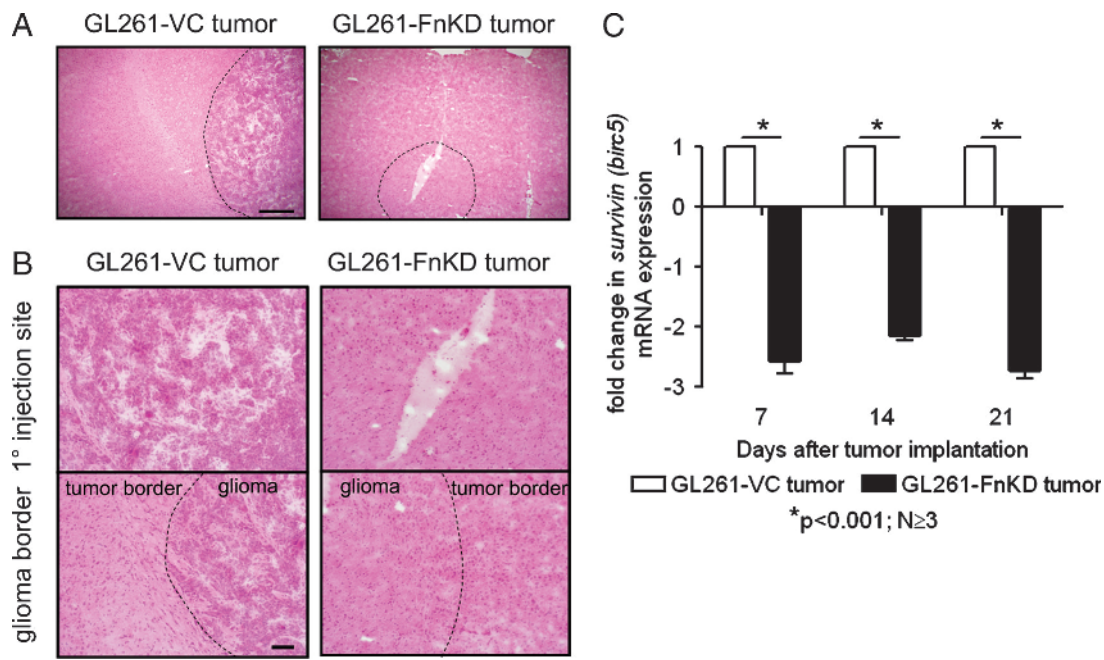 A
GL261-VC tumor
GL261-FnKD tumor
B
GL261-VC tumor
GL261-FnKD tumor
1° injection site
glioma border
tumor border
glioma
glioma
tumor border
C
fold change in survivin (birc5)
mRNA expression
1
0
-1
-2
-3
*
*
*
7
14
21
Days after tumor implantation
GL261-VC tumor
GL261-FnKD tumor
*p<0.001; N≥3